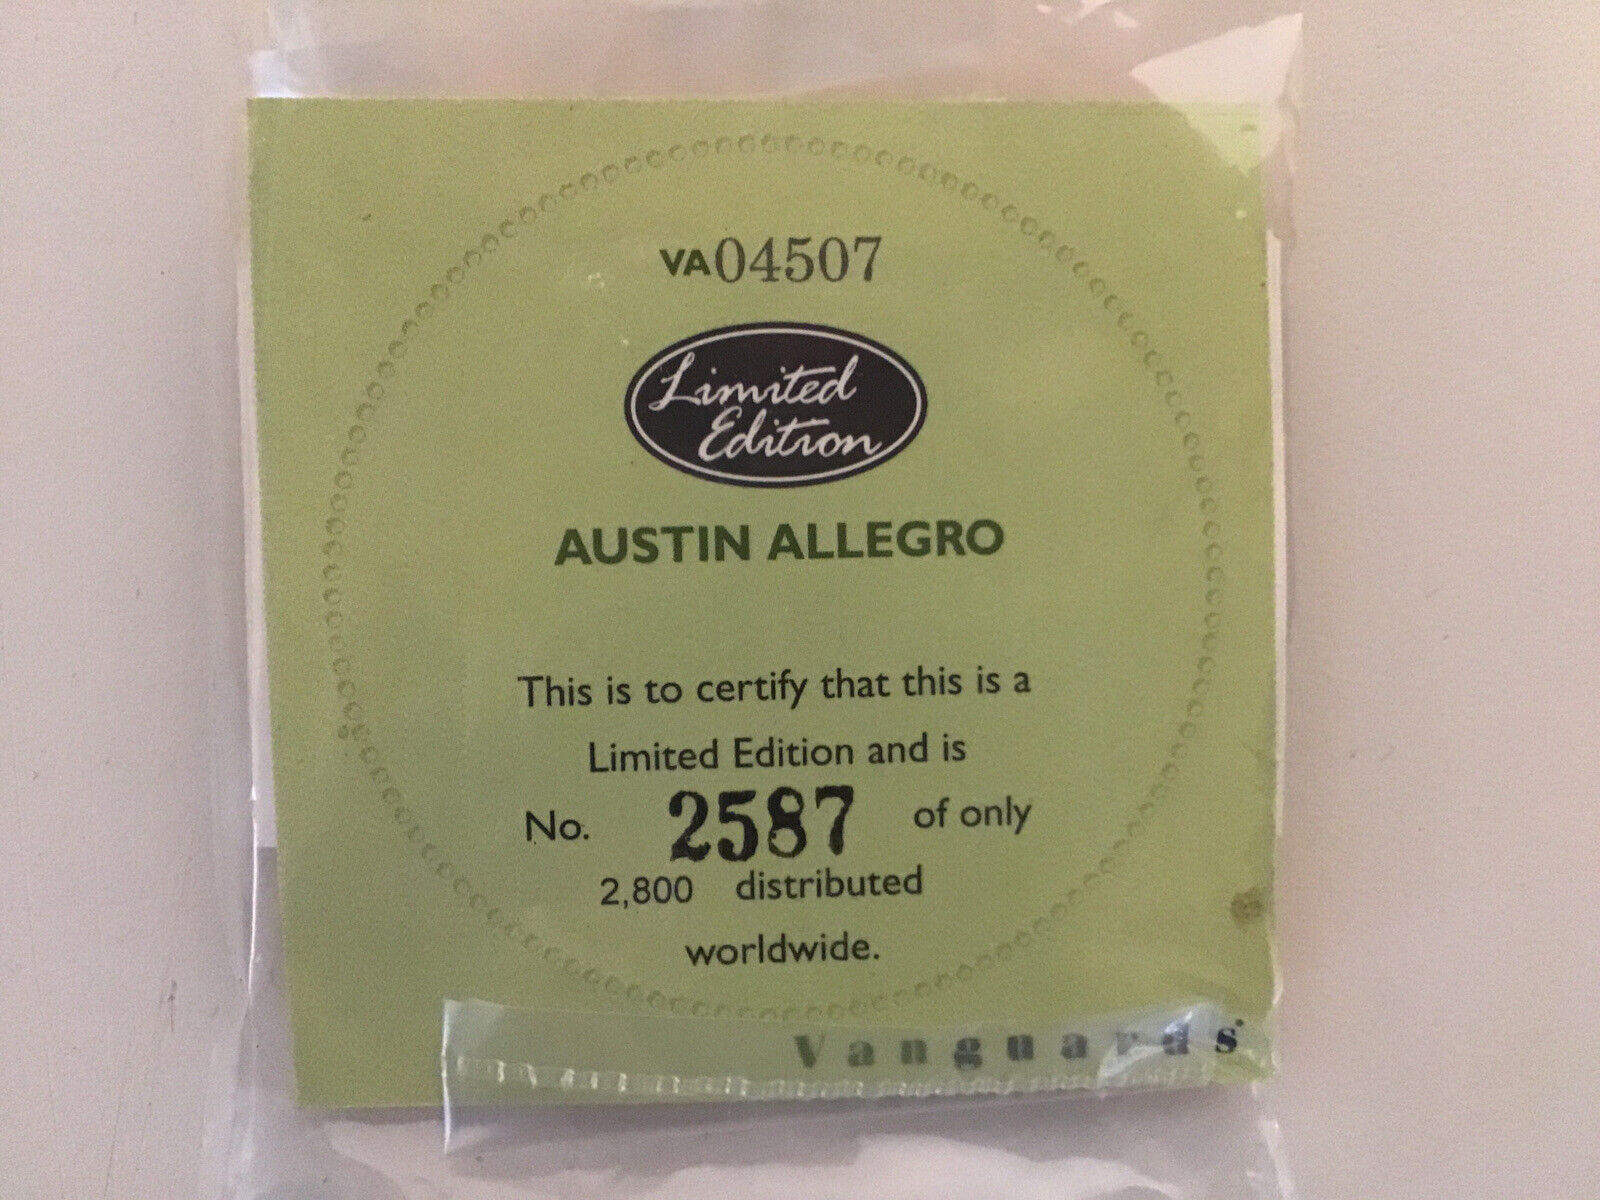 VA04507
Limited
Edition
AUSTIN ALLEGRO
This is to certify that this is a
Limited Edition and is
No. 2587 of only
2,800 distributed
worldwide.
Vanguards